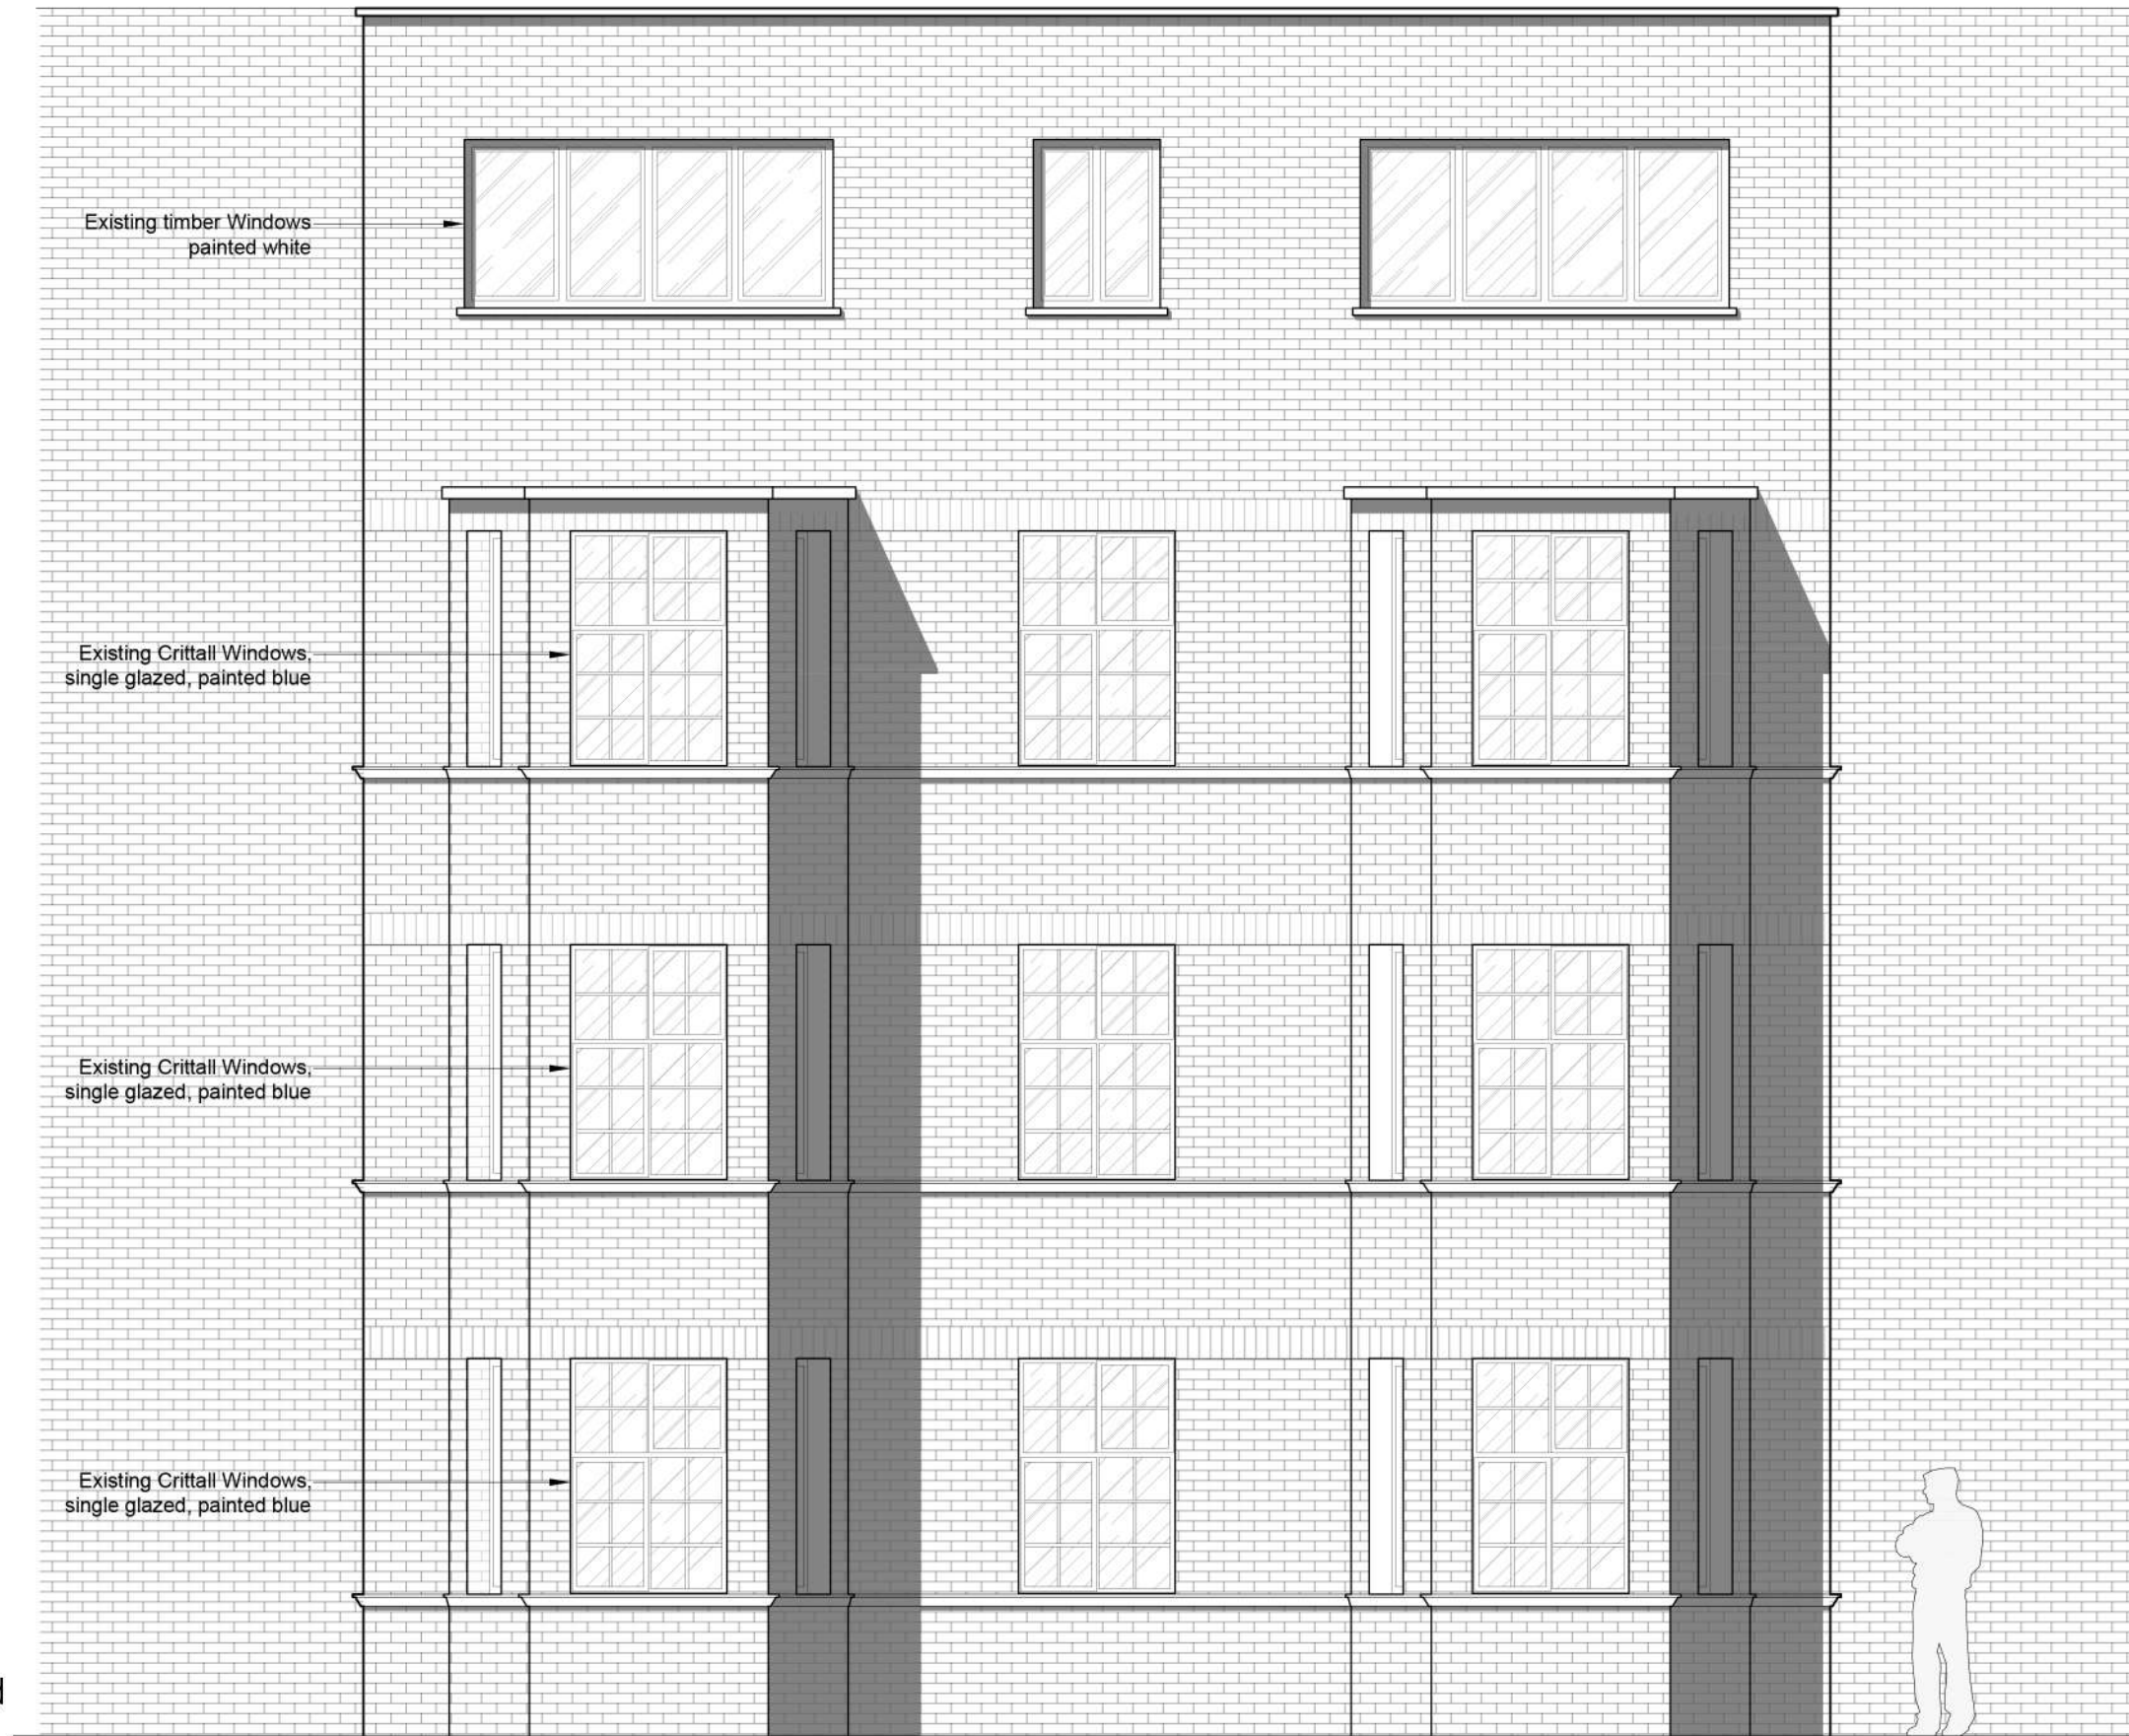 Existing timber Windows
painted white
Existing Crittall Windows,
single glazed, painted blue
Existing Crittall Windows,
single glazed, painted blue
Existing Crittall Windows,
single glazed, painted blue